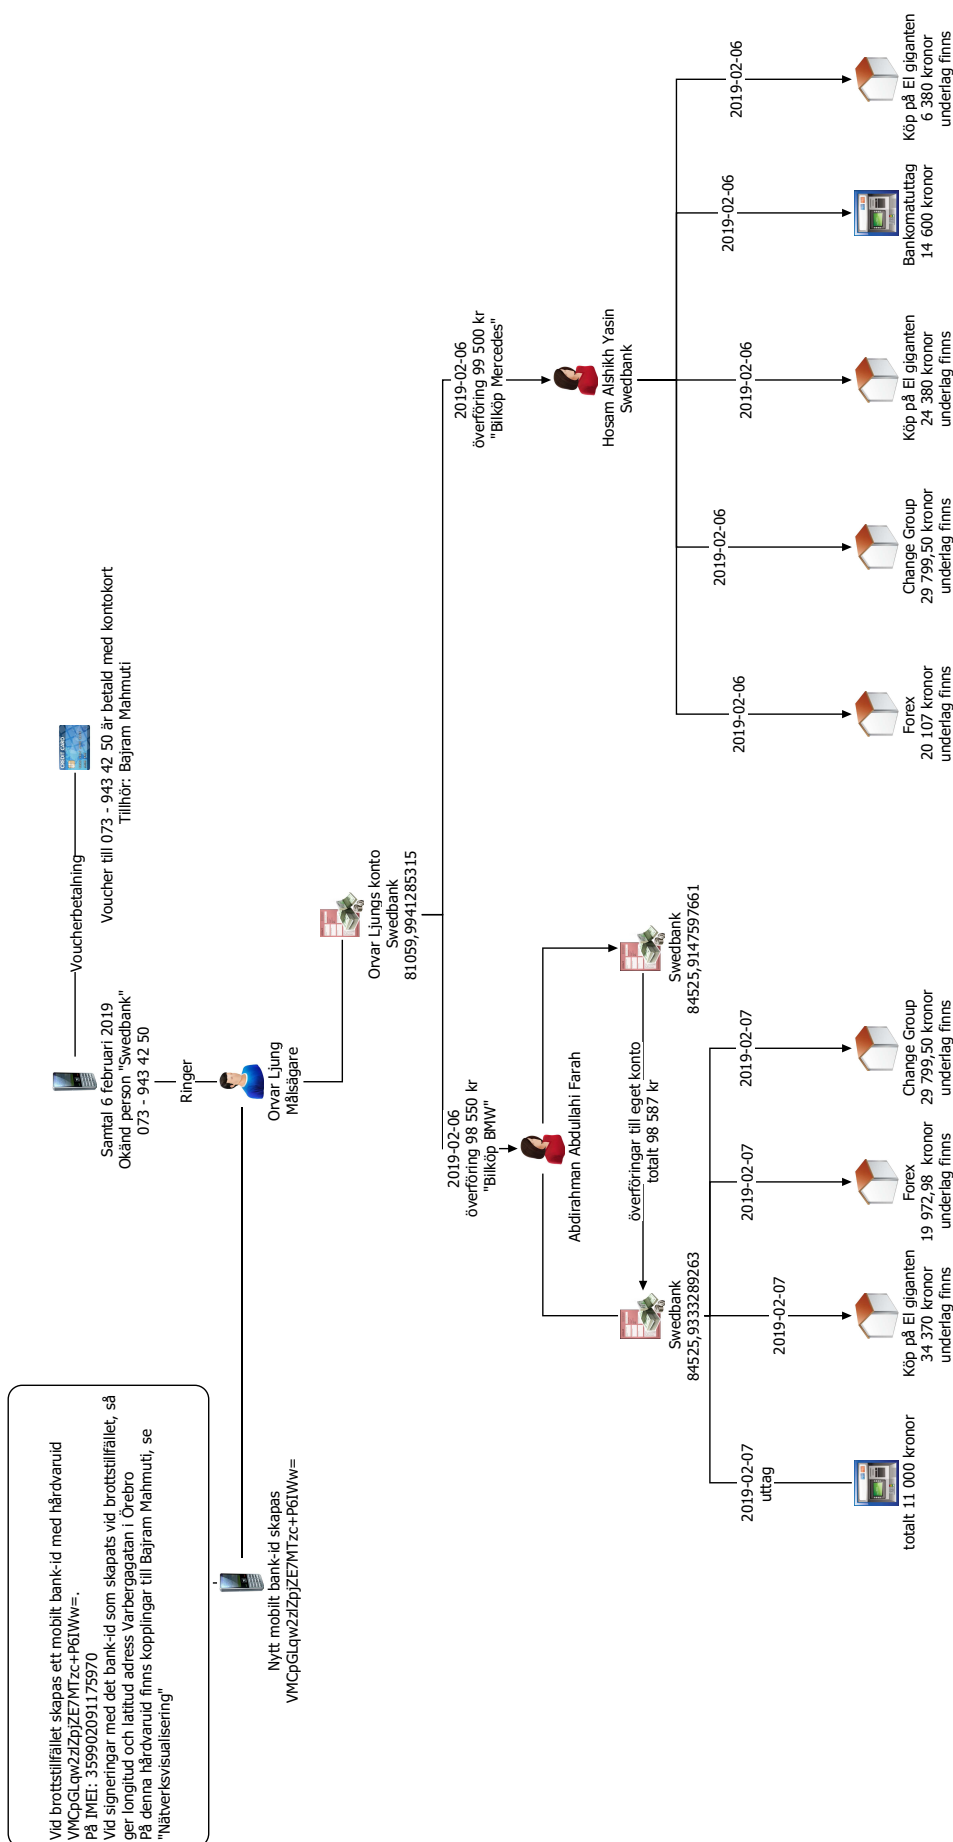 Vid brottstillfället skapas ett mobilt bank-id med hårdvaruid
VMCpGLqw2zlZpjZE7MTzc+P6IWw=.
På IMEI: 359902091175970
Vid signeringar med det bank-id som skapats vid brottstillfället, så
ger longitud och latitud adress Varbergagatan i Örebro
På denna hårdvaruid finns kopplingar till Bajram Mahmuti, se
"Nätverksvisualisering"
Samtal 6 februari 2019
Okänd person "Swedbank"
073 - 943 42 50
Voucherbetalning
Voucher till 073 - 943 42 50 är betald med kontokort
Tillhör: Bajram Mahmuti
Ringer
Nytt mobilt bank-id skapas
VMCpGLqw2zlZpjZE7MTzc+P6IWw=
Orvar Ljung
Målsägare
Orvar Ljungs konto
Swedbank
81059,9941285315
2019-02-06
överföring 98 550 kr
"Bilköp BMW"
2019-02-06
överföring 99 500 kr
"Bilköp Mercedes"
Abdirahman Abdullahi Farah
Hosam Alshikh Yasin
Swedbank
överföringar till eget konto
totalt 98 587 kr
Swedbank
84525,9333289263
Swedbank
84525,9147597661
2019-02-07
uttag
2019-02-07
2019-02-07
2019-02-07
2019-02-06
2019-02-06
2019-02-06
2019-02-06
2019-02-06
totalt 11 000 kronor
Köp på El giganten
34 370 kronor
underlag finns
Forex
19 972,98 kronor
underlag finns
Change Group
29 799,50 kronor
underlag finns
Forex
20 107 kronor
underlag finns
Change Group
29 799,50 kronor
underlag finns
Köp på El giganten
24 380 kronor
underlag finns
Bankomatuttag
14 600 kronor
Köp på El giganten
6 380 kronor
underlag finns
CREDIT CARD